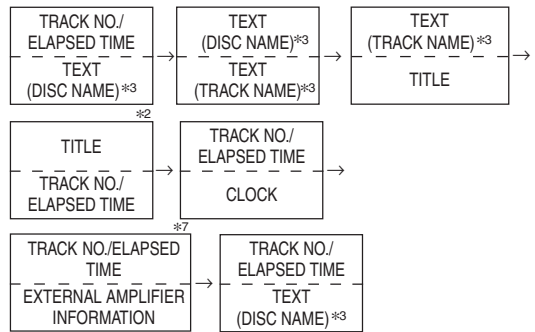 TRACK NO./
ELAPSED TIME
TEXT
(DISC NAME)*3
→
TEXT
(DISC NAME)*3
TEXT
(TRACK NAME)*3
→
TEXT
(TRACK NAME)*3
TITLE
→
*2
TITLE
TRACK NO./
ELAPSED TIME
→
TRACK NO./
ELAPSED TIME
CLOCK
→
*7
TRACK NO./ELAPSED
TIME
EXTERNAL AMPLIFIER
INFORMATION
→
TRACK NO./
ELAPSED TIME
TEXT
(DISC NAME)*3